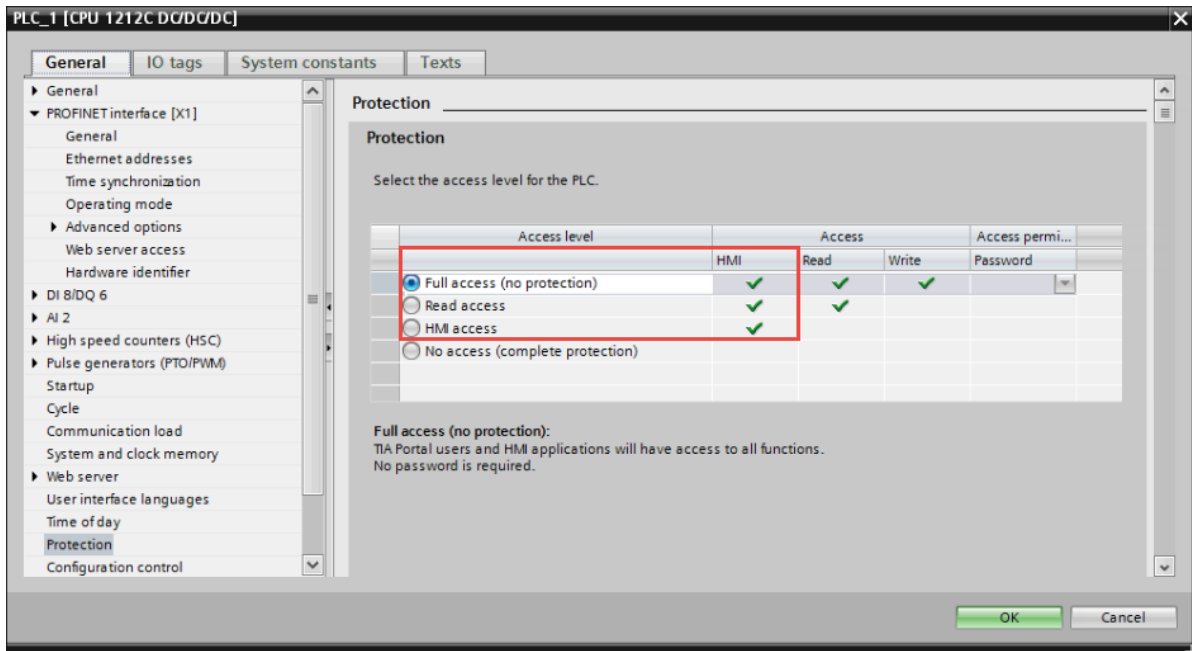 PLC_1 [CPU 1212C DC/DC/DC]
General IO tags System constants Texts
General
PROFINET interface [X1]
General
Ethernet addresses
Time synchronization
Operating mode
Advanced options
Web server access
Hardware identifier
DI 8/DQ 6
AI 2
High speed counters (HSC)
Pulse generators (PTO/PWM)
Startup
Cycle
Communication load
System and clock memory
Web server
User interface languages
Time of day
Protection
Configuration control
Protection
Protection
Select the access level for the PLC.
Access level Access Access permi...
HMI Read Write Password
Full access (no protection)
Read access
HMI access
No access (complete protection)
Full access (no protection):
TIA Portal users and HMI applications will have access to all functions.
No password is required.
OK Cancel